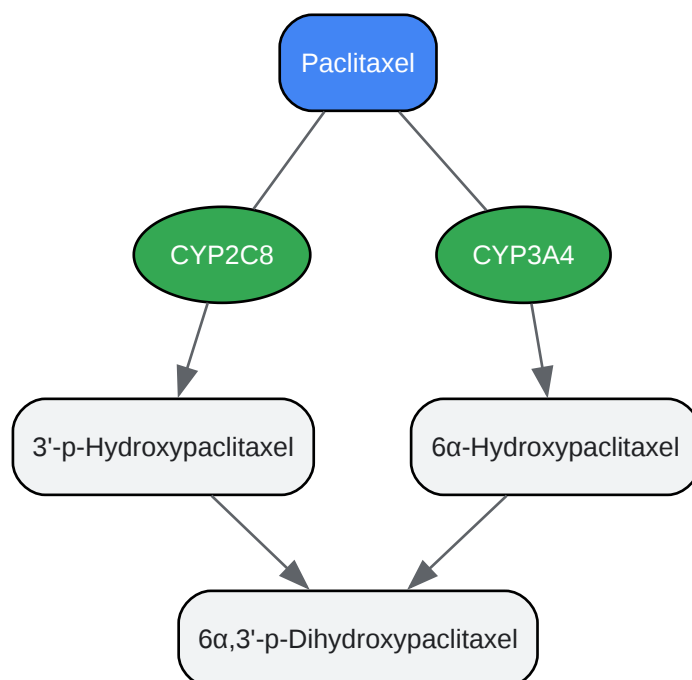 Paclitaxel
CYP2C8
CYP3A4
3'-p-Hydroxypaclitaxel
6α-Hydroxypaclitaxel
6α,3'-p-Dihydroxypaclitaxel